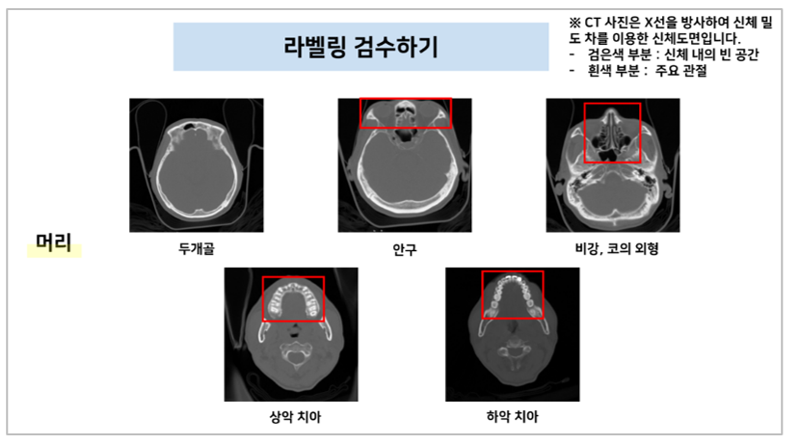 라벨링 검수하기
※ CT 사진은 X선을 방사하여 신체 밀
도 차를 이용한 신체도면입니다.
- 검은색 부분 : 신체 내의 빈 공간
- 흰색 부분 : 주요 관절
머리
두개골
안구
비강, 코의 외형
상악 치아
하악 치아